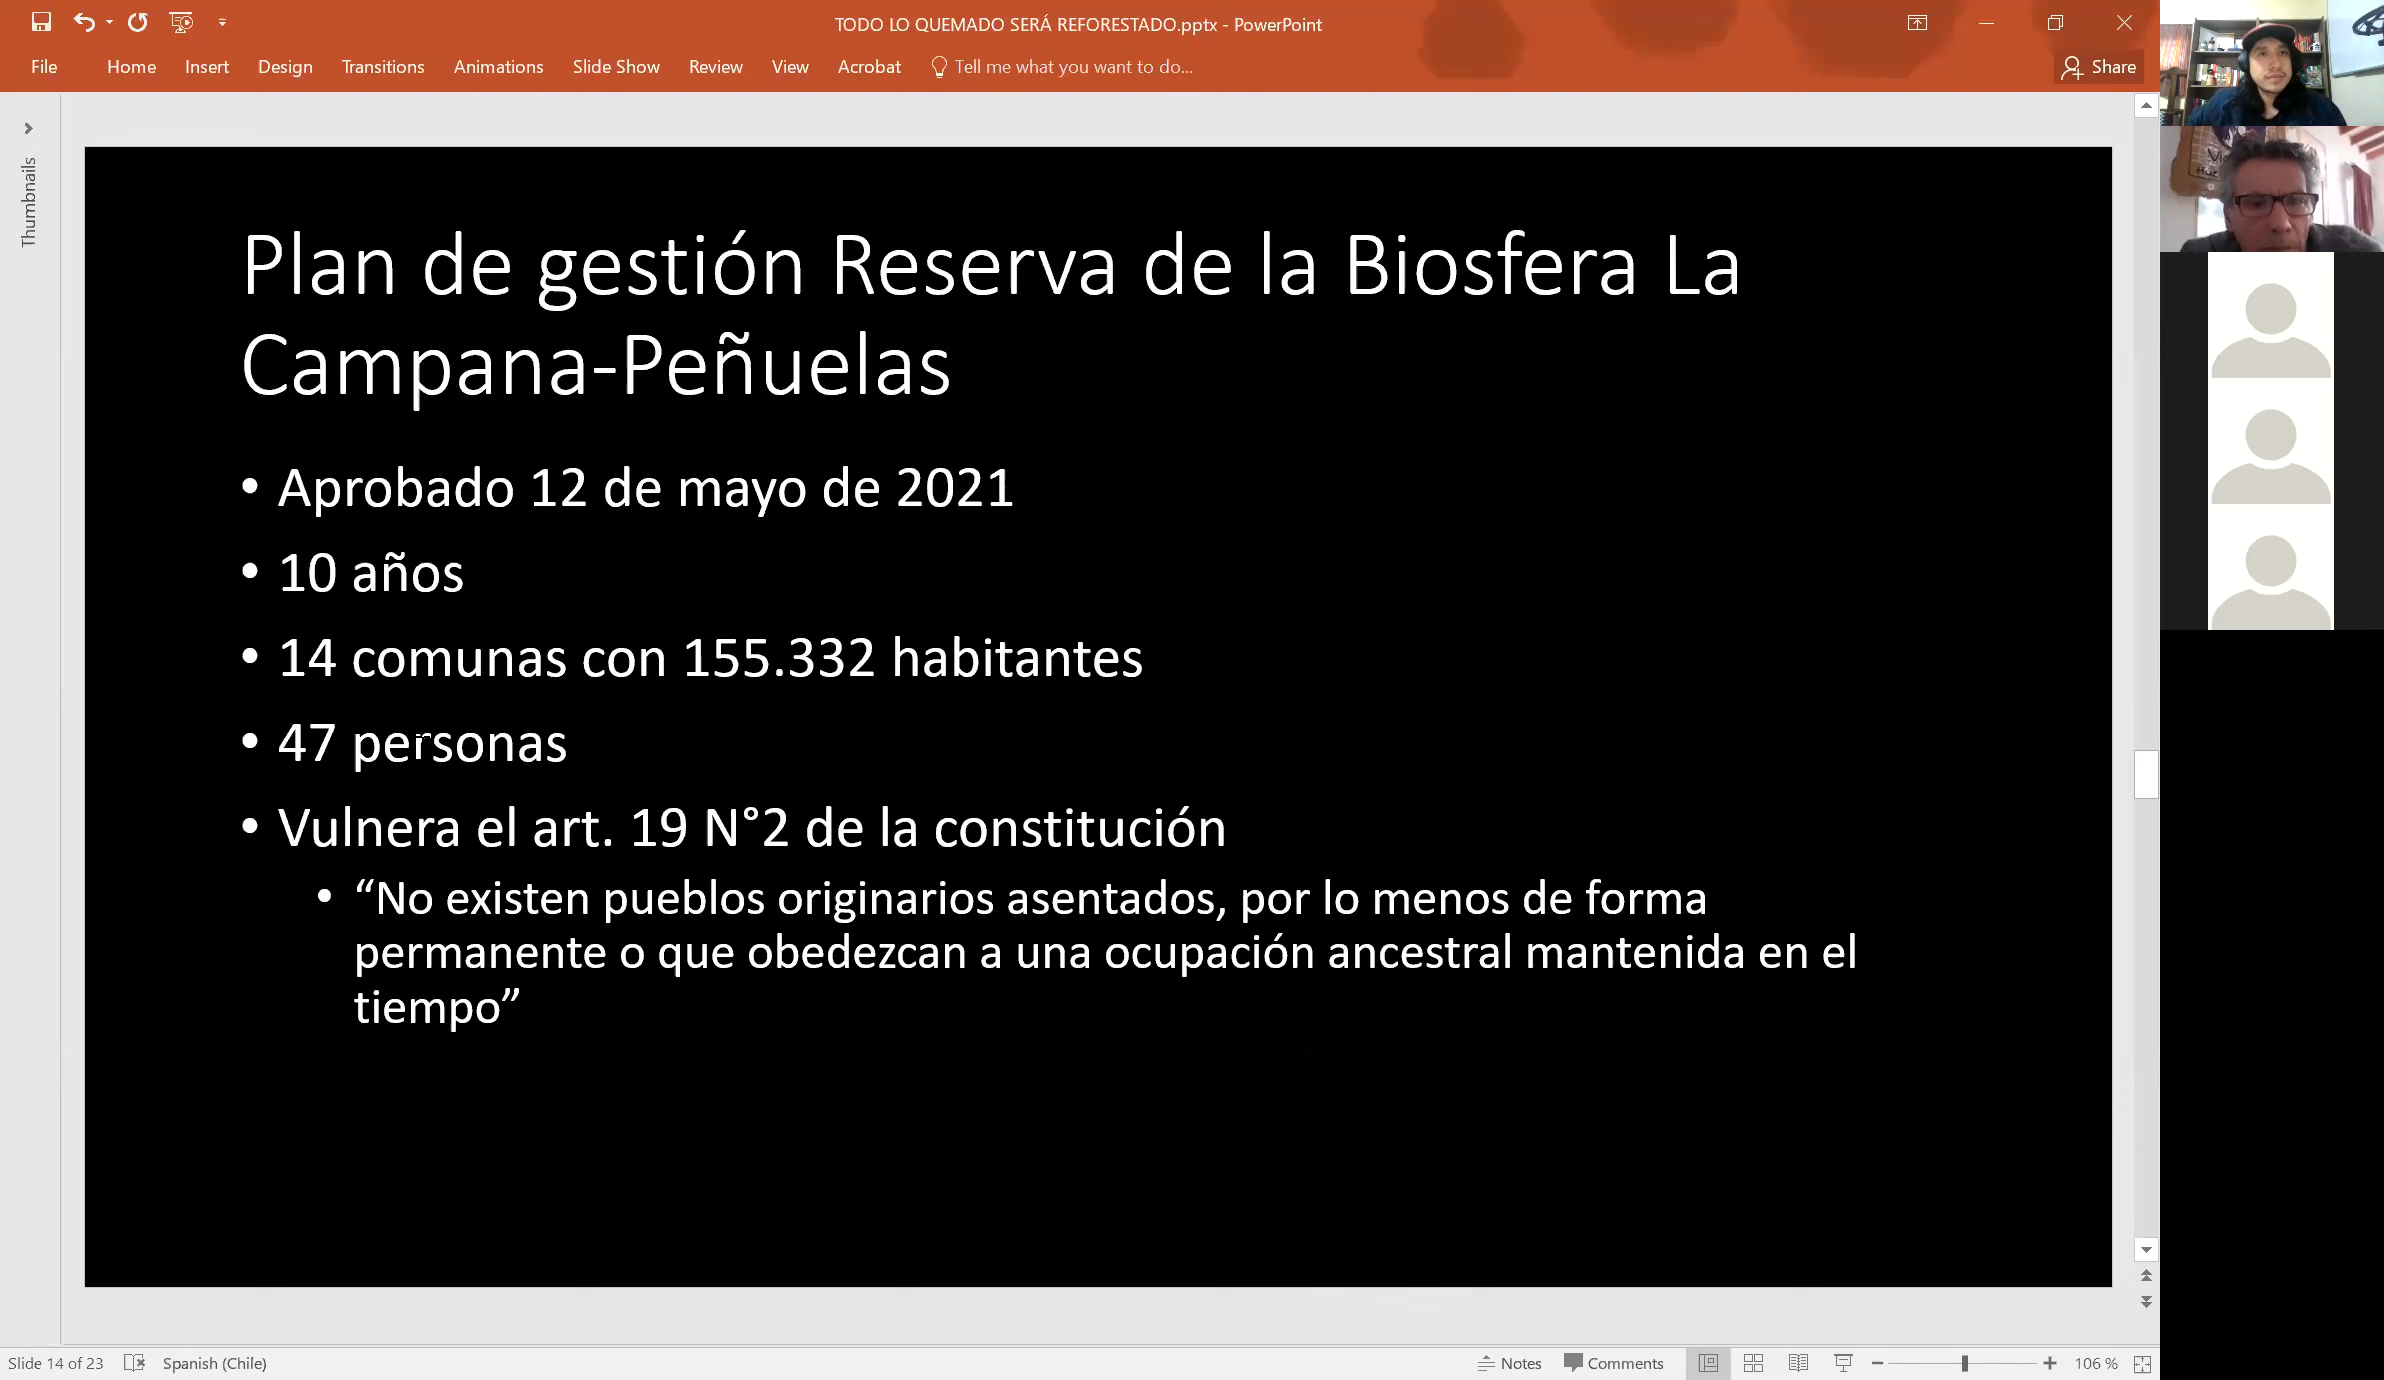 TODO LO QUEMADO SERÁ REFORESTADO.pptx - PowerPoint
File Home Insert Design Transitions Animations Slide Show Review View Acrobat Tell me what you want to do... Share
Thumbnails
Plan de gestión Reserva de la Biosfera La
Campana-Peñuelas
• Aprobado 12 de mayo de 2021
• 10 años
• 14 comunas con 155.332 habitantes
• 47 personas
• Vulnera el art. 19 N°2 de la constitución
• “No existen pueblos originarios asentados, por lo menos de forma
permanente o que obedezcan a una ocupación ancestral mantenida en el
tiempo”
Slide 14 of 23 Spanish (Chile) Notes Comments 106 %